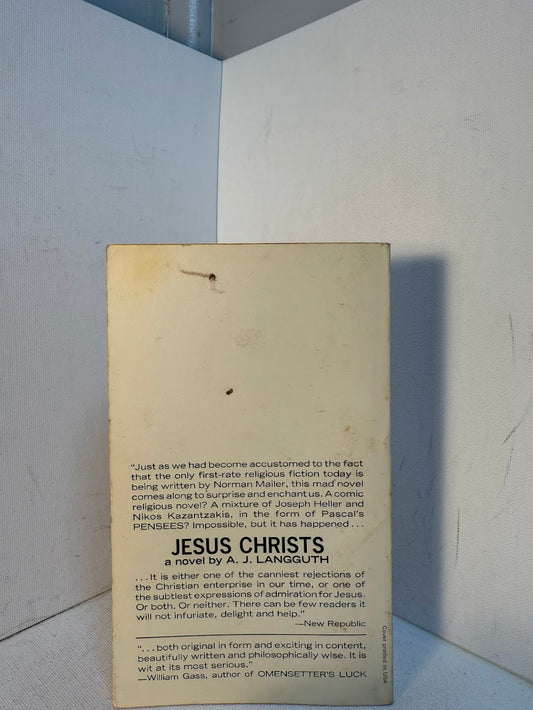 "Just as we had become accustomed to the fact
that the only first-rate religious fiction today is
being written by Norman Mailer, this mad novel
comes along to surprise and enchant us. A comic
religious novel? A mixture of Joseph Heller and
Nikos Kazantzakis, in the form of Pascal's
PENSEES? Impossible, but it has happened...
JESUS CHRISTS
a novel by A. J. LANGGUTH
...It is either one of the canniest rejections of
the Christian enterprise in our time, or one of
the subtlest expressions of admiration for Jesus.
Or both. Or neither. There can be few readers it
will not infuriate, delight and help."
—New Republic
"...both original in form and exciting in content,
beautifully written and philosophically wise. It is
wit at its most serious."
—William Gass, author of OMENSETTER'S LUCK
Cover printed in USA